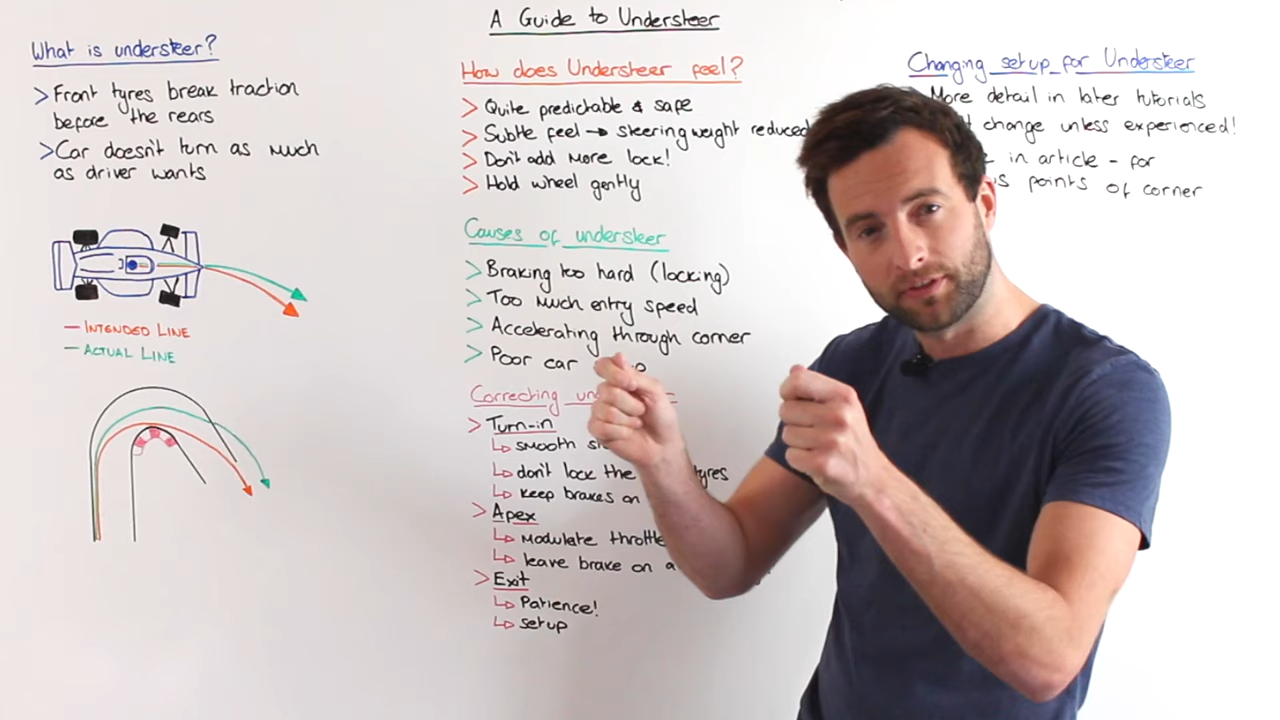 A Guide to Understeer
What is understeer?
> Front tyres break traction
before the rears
> Car doesn't turn as much
as driver wants
— INTENDED LINE
— ACTUAL LINE
How does Understeer feel?
> Quite predictable & safe
> Subtle feel → steering weight reduced
> Don't add more lock!
> Hold wheel gently
Causes of understeer
> Braking too hard (locking)
> Too much entry speed
> Accelerating through corner
> Poor car
Correcting
> Turn-in
↳ smooth
↳ don't lock the tyres
↳ keep brakes on
> Apex
↳ modulate throttle
↳ leave brake on
> Exit
↳ Patience!
↳ setup
Changing setup for Understeer
More detail in later tutorials
change unless experienced!
in article - for
points of corner